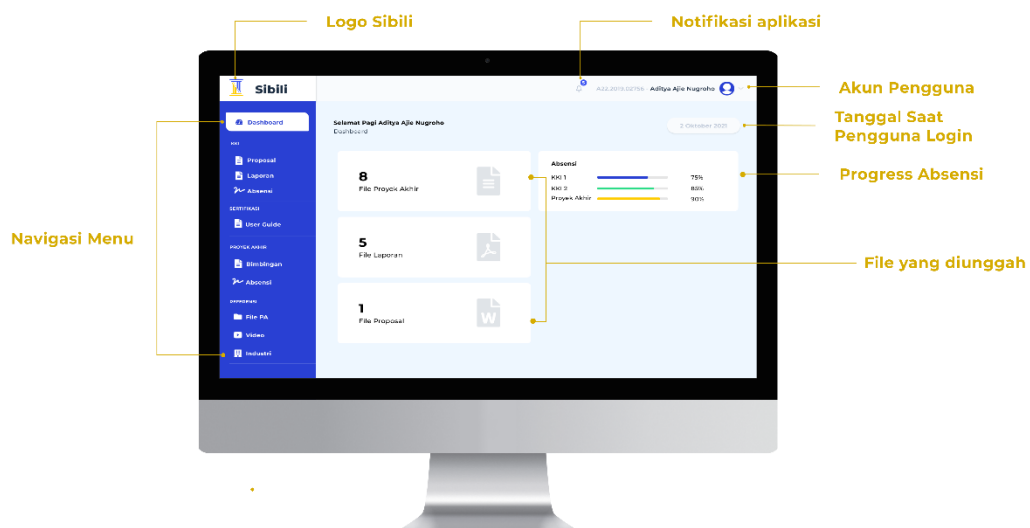 Logo Sibili
Notifikasi aplikasi
Sibili
A22.2019.02756 - Aditya Ajie Nugroho
Akun Pengguna
Dashboard
Selamat Pagi Aditya Ajie Nugroho
Dashboard
2 Oktober 2021
Tanggal Saat
Pengguna Login
KKI
Proposal
Laporan
Absensi
8
File Proyek Akhir
Absensi
KKI 1 75%
KKI 2 85%
Proyek Akhir 90%
Progress Absensi
SERTIFIKASI
User Guide
Navigasi Menu
PROYEK AKHIR
Bimbingan
Absensi
5
File Laporan
File yang diunggah
REFERENSI
File PA
Video
Industri
1
File Proposal
W